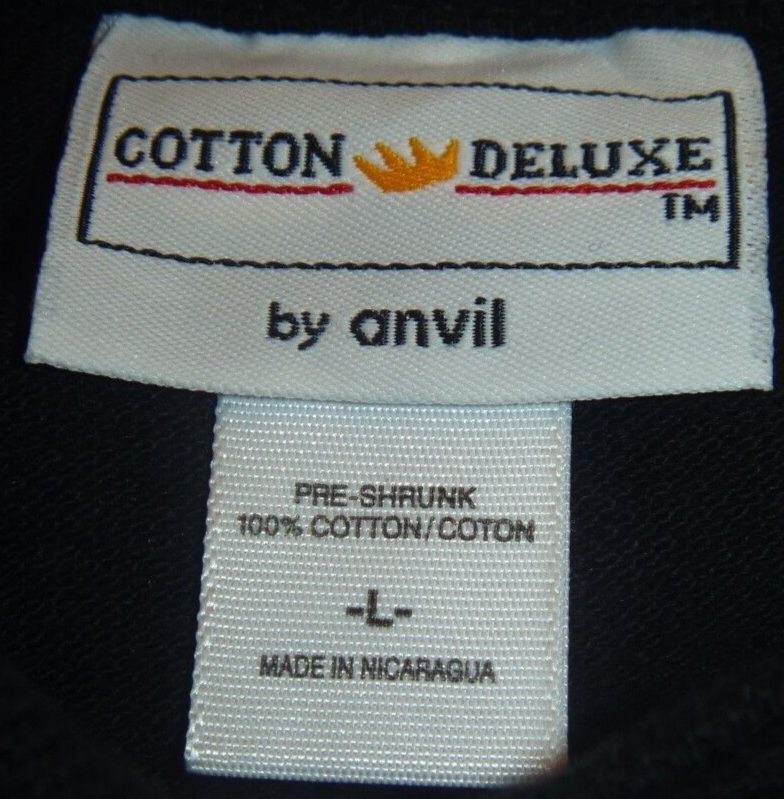 COTTON DELUXE
TM
by anvil
PRE-SHRUNK
100% COTTON/COTON
-L-
MADE IN NICARAGUA